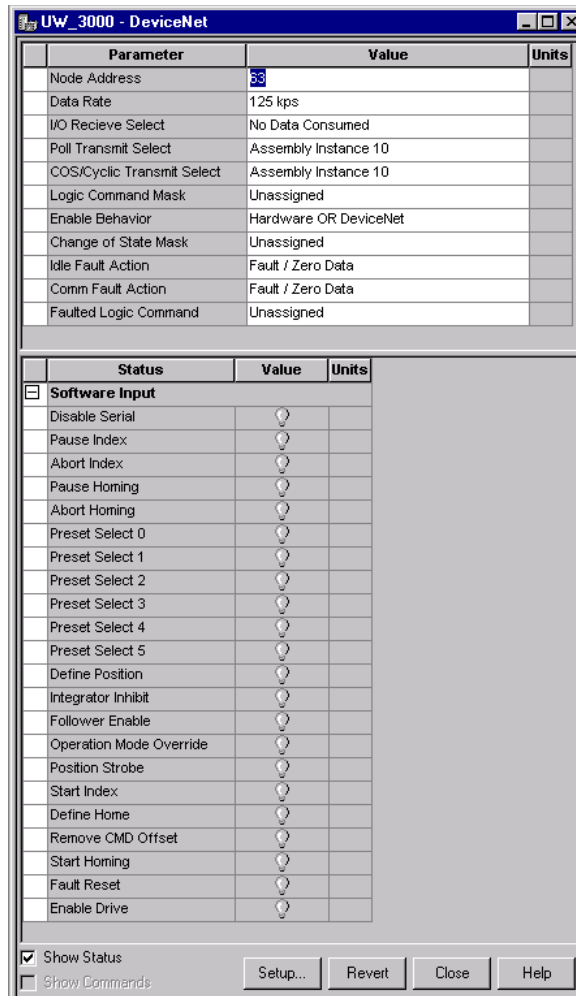 UW_3000 - DeviceNet
Parameter Value Units
Node Address 63
Data Rate 125 kps
I/O Recieve Select No Data Consumed
Poll Transmit Select Assembly Instance 10
COS/Cyclic Transmit Select Assembly Instance 10
Logic Command Mask Unassigned
Enable Behavior Hardware OR DeviceNet
Change of State Mask Unassigned
Idle Fault Action Fault / Zero Data
Comm Fault Action Fault / Zero Data
Faulted Logic Command Unassigned
Status Value Units
Software Input
Disable Serial
Pause Index
Abort Index
Pause Homing
Abort Homing
Preset Select 0
Preset Select 1
Preset Select 2
Preset Select 3
Preset Select 4
Preset Select 5
Define Position
Integrator Inhibit
Follower Enable
Operation Mode Override
Position Strobe
Start Index
Define Home
Remove CMD Offset
Start Homing
Fault Reset
Enable Drive
Show Status
Show Commands
Setup... Revert Close Help